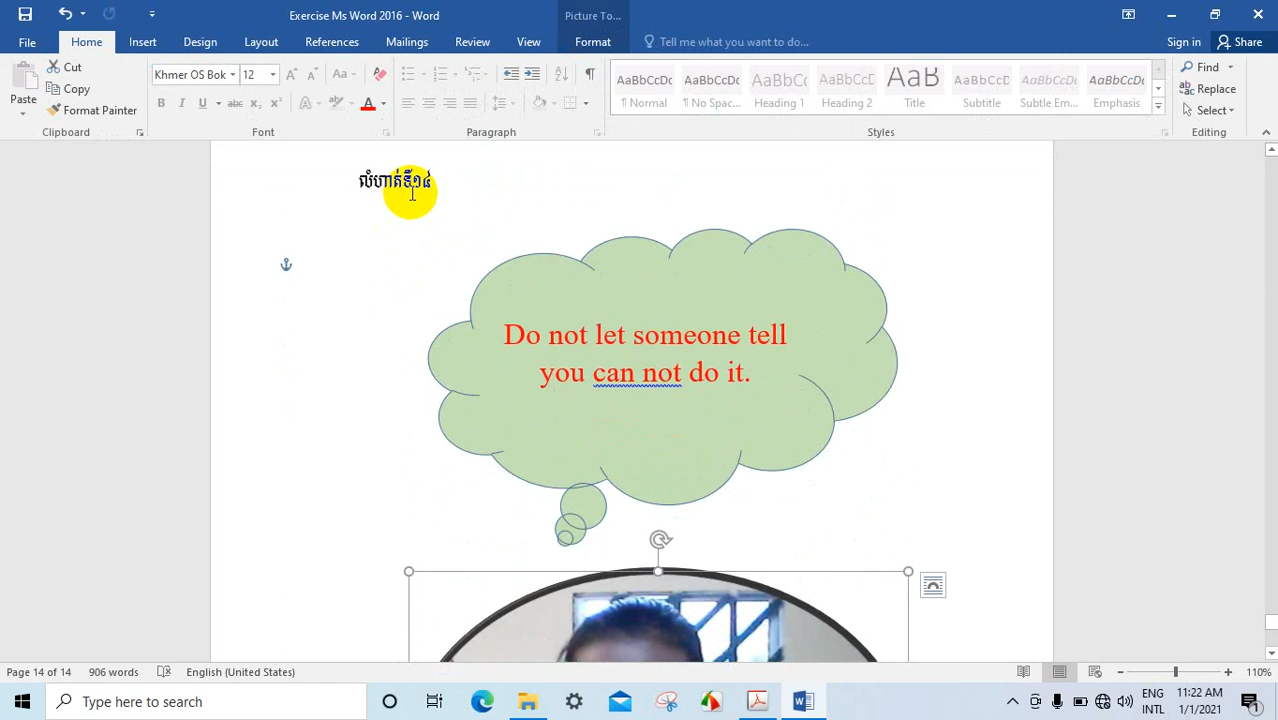 Exercise Ms Word 2016 - Word
Picture To...
File
Home
Insert
Design
Layout
References
Mailings
Review
View
Format
Tell me what you want to do...
Sign in
Share
Paste
Cut
Copy
Format Painter
Clipboard
Khmer OS Bok
12
Aa
B I U abc x₂ x²
A
Font
Paragraph
AaBbCcDc
¶ Normal
AaBbCcDc
¶ No Spac...
AaBbCc
Heading
AaBbCcD
Heading 2
AaB
Title
AaBbCcD
Subtitle
AaBbCcDc
Subtle Em...
AaBbCcDc
Emphasis
Styles
Find
Replace
Select
Editing
លំហាត់ទី១៤
Do not let someone tell
you can not do it.
Page 14 of 14
906 words
English (United States)
110%
Type here to search
ENG
INTL
11:22 AM
1/1/2021
1